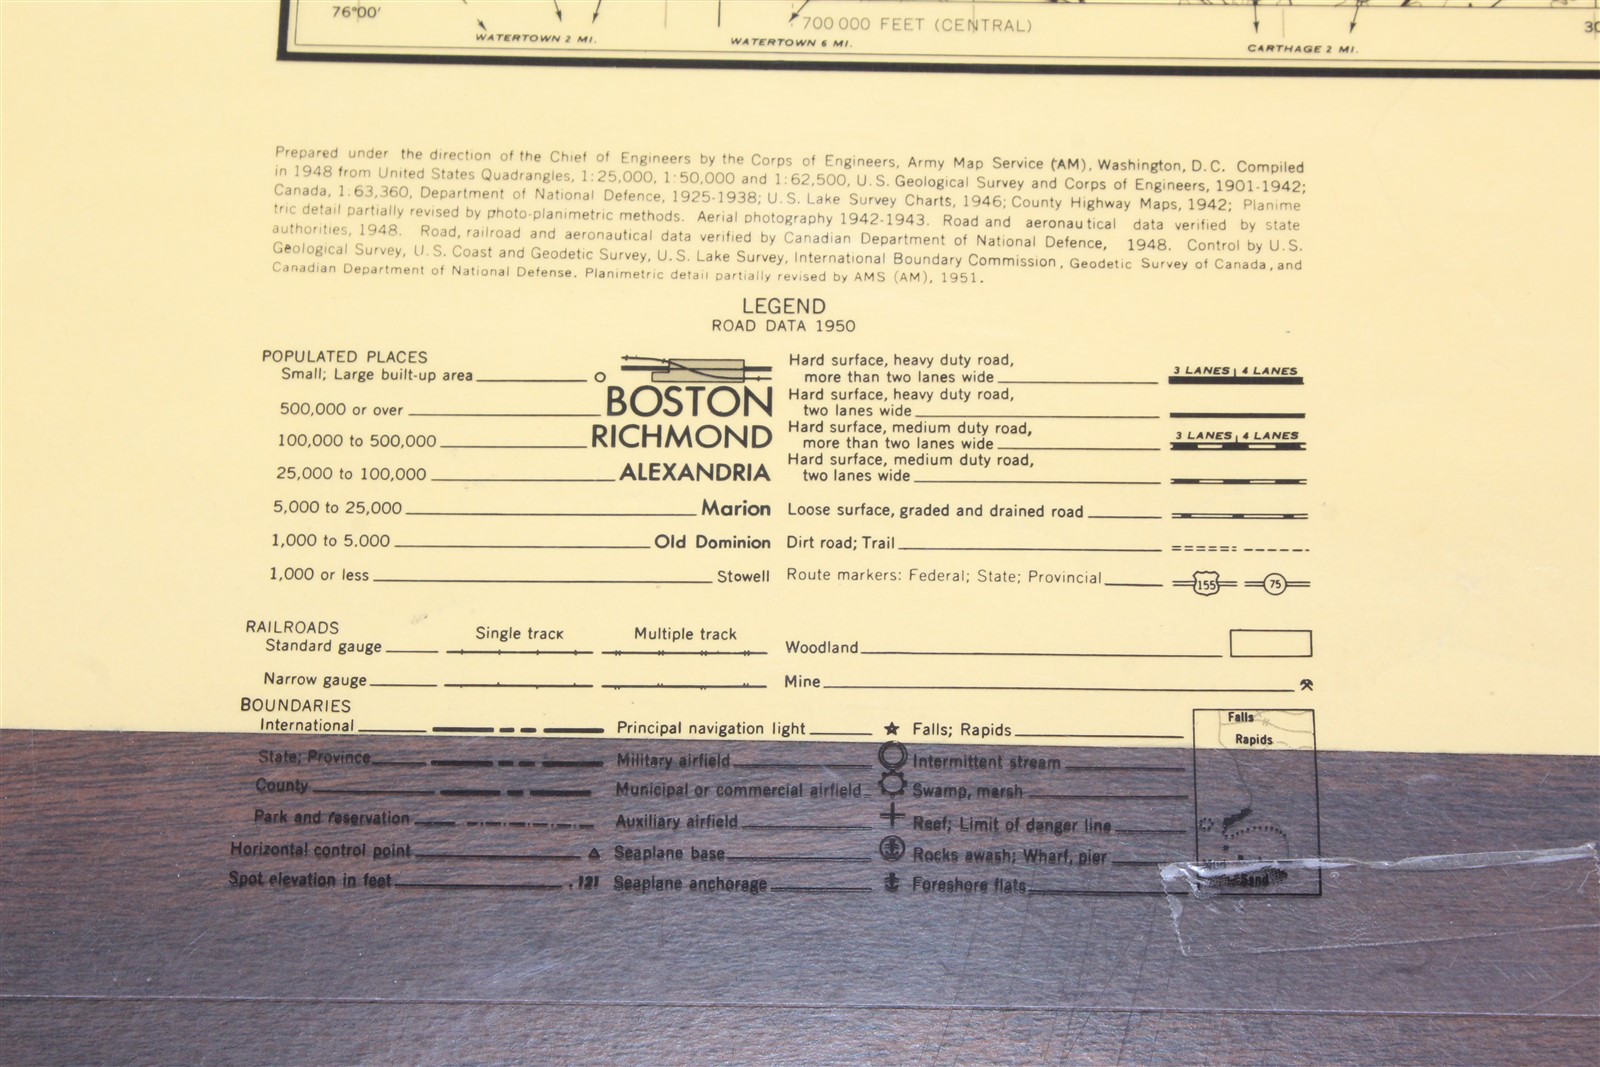 76°00'
700 000 FEET (CENTRAL)
30
WATERTOWN 2 MI.
WATERTOWN 6 MI.
CARTHAGE 2 MI.
Prepared under the direction of the Chief of Engineers by the Corps of Engineers, Army Map Service (AM), Washington, D.C. Compiled
in 1948 from United States Quadrangles, 1:25,000, 1:50,000 and 1:62,500, U.S. Geological Survey and Corps of Engineers, 1901-1942;
Canada, 1:63,360, Department of National Defence, 1925-1938; U.S. Lake Survey Charts, 1946; County Highway Maps, 1942; Planime
tric detail partially revised by photo-planimetric methods. Aerial photography 1942-1943. Road and aeronautical data verified by state
authorities, 1948. Road, railroad and aeronautical data verified by Canadian Department of National Defence, 1948. Control by U.S.
Geological Survey, U.S. Coast and Geodetic Survey, U.S. Lake Survey, International Boundary Commission, Geodetic Survey of Canada, and
Canadian Department of National Defense. Planimetric detail partially revised by AMS (AM), 1951.
LEGEND
ROAD DATA 1950
POPULATED PLACES
Small; Large built-up area
500,000 or over BOSTON
100,000 to 500,000 RICHMOND
25,000 to 100,000 ALEXANDRIA
5,000 to 25,000 Marion
1,000 to 5.000 Old Dominion
1,000 or less Stowell
Hard surface, heavy duty road,
more than two lanes wide 3 LANES 4 LANES
Hard surface, heavy duty road,
two lanes wide
Hard surface, medium duty road,
more than two lanes wide 3 LANES 4 LANES
Hard surface, medium duty road,
two lanes wide
Loose surface, graded and drained road
Dirt road; Trail
Route markers: Federal; State; Provincial 155 75
RAILROADS Single track Multiple track
Standard gauge
Narrow gauge
Woodland
Mine
BOUNDARIES
International
State; Province
County
Park and reservation
Horizontal control point
Spot elevation in feet .121
Principal navigation light
Military airfield
Municipal or commercial airfield
Auxiliary airfield
Seaplane base
Seaplane anchorage
Falls; Rapids
Intermittent stream
Swamp, marsh
Reef; Limit of danger line
Rocks awash; Wharf, pier
Foreshore flats
Falls
Rapids
Sand